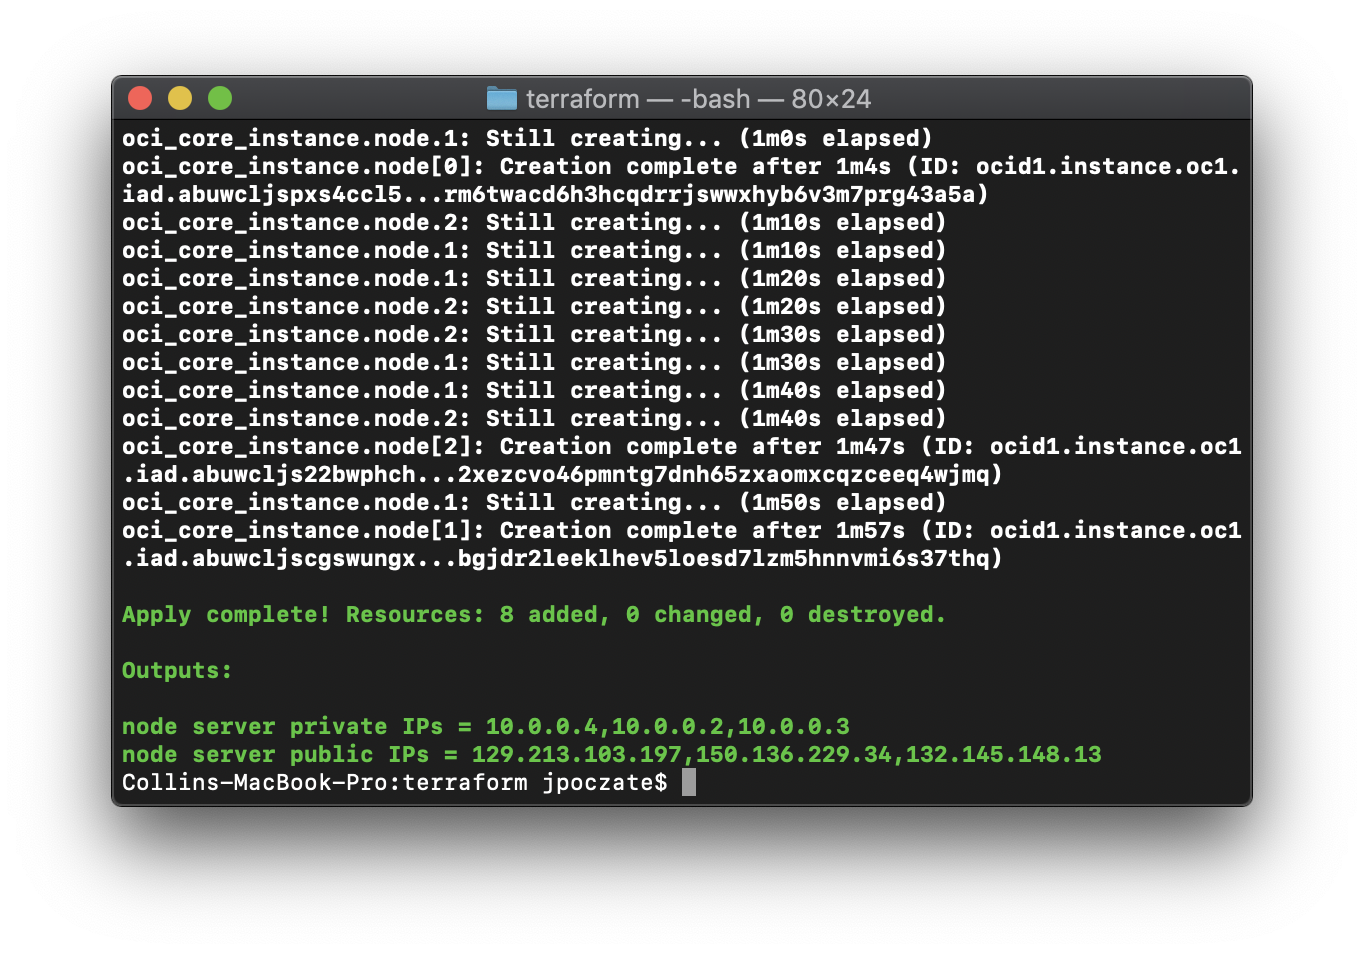 terraform — -bash — 80×24
oci_core_instance.node.1: Still creating... (1m0s elapsed)
oci_core_instance.node[0]: Creation complete after 1m4s (ID: ocid1.instance.oc1.
iad.abuwcljspxs4ccl5...rm6twacd6h3hcqdrrjswwxhyb6v3m7prg43a5a)
oci_core_instance.node.2: Still creating... (1m10s elapsed)
oci_core_instance.node.1: Still creating... (1m10s elapsed)
oci_core_instance.node.1: Still creating... (1m20s elapsed)
oci_core_instance.node.2: Still creating... (1m20s elapsed)
oci_core_instance.node.2: Still creating... (1m30s elapsed)
oci_core_instance.node.1: Still creating... (1m30s elapsed)
oci_core_instance.node.1: Still creating... (1m40s elapsed)
oci_core_instance.node.2: Still creating... (1m40s elapsed)
oci_core_instance.node[2]: Creation complete after 1m47s (ID: ocid1.instance.oc1
.iad.abuwcljs22bwphch...2xezcvo46pmntg7dnh65zxaomxcqzceeq4wjmq)
oci_core_instance.node.1: Still creating... (1m50s elapsed)
oci_core_instance.node[1]: Creation complete after 1m57s (ID: ocid1.instance.oc1
.iad.abuwcljscgswungx...bgjdr2leeklhev5loesd7lzm5hnnvmi6s37thq)
Apply complete! Resources: 8 added, 0 changed, 0 destroyed.
Outputs:
node server private IPs = 10.0.0.4,10.0.0.2,10.0.0.3
node server public IPs = 129.213.103.197,150.136.229.34,132.145.148.13
Collins-MacBook-Pro:terraform jpoczate$